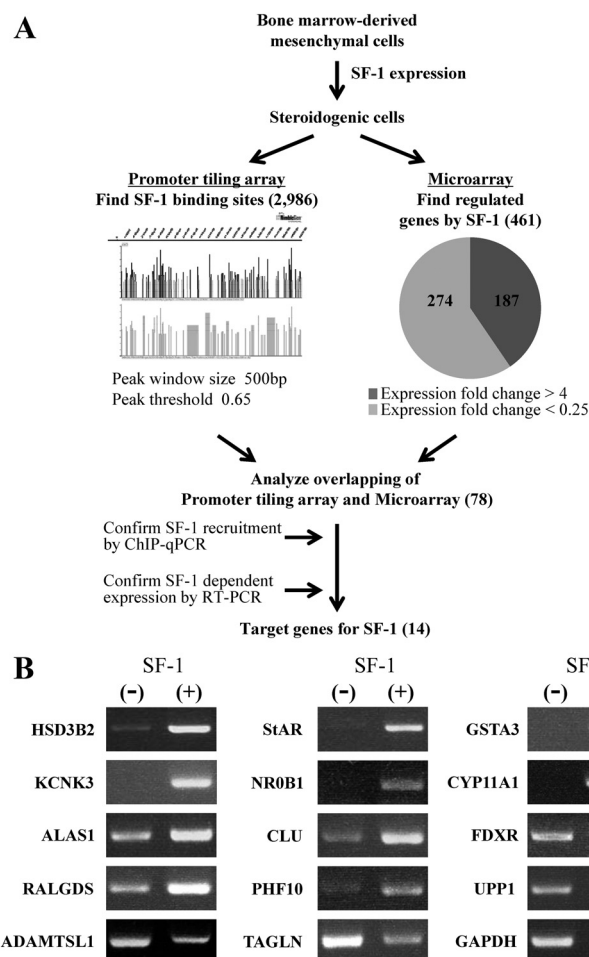 A
Bone marrow-derived
mesenchymal cells
SF-1 expression
Steroidogenic cells
Promoter tiling array
Find SF-1 binding sites (2,986)
Microarray
Find regulated
genes by SF-1 (461)
274
187
Peak window size 500bp
Peak threshold 0.65
Expression fold change > 4
Expression fold change < 0.25
Analyze overlapping of
Promoter tiling array and Microarray (78)
Confirm SF-1 recruitment
by ChIP-qPCR
Confirm SF-1 dependent
expression by RT-PCR
Target genes for SF-1 (14)
B
SF-1 SF-1 SF
(-) (+) (-) (+) (-)
HSD3B2 StAR GSTA3
KCNK3 NR0B1 CYP11A1
ALAS1 CLU FDXR
RALGDS PHF10 UPP1
ADAMTSL1 TAGLN GAPDH